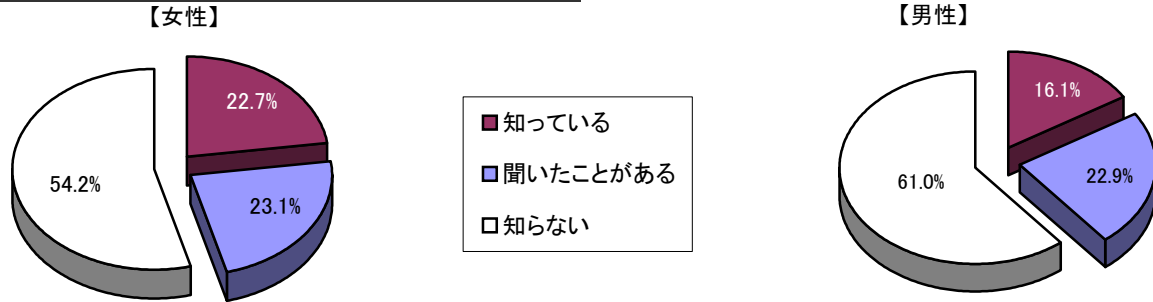 【女性】
【男性】
22.7%
23.1%
54.2%
知っている
聞いたことがある
知らない
16.1%
22.9%
61.0%